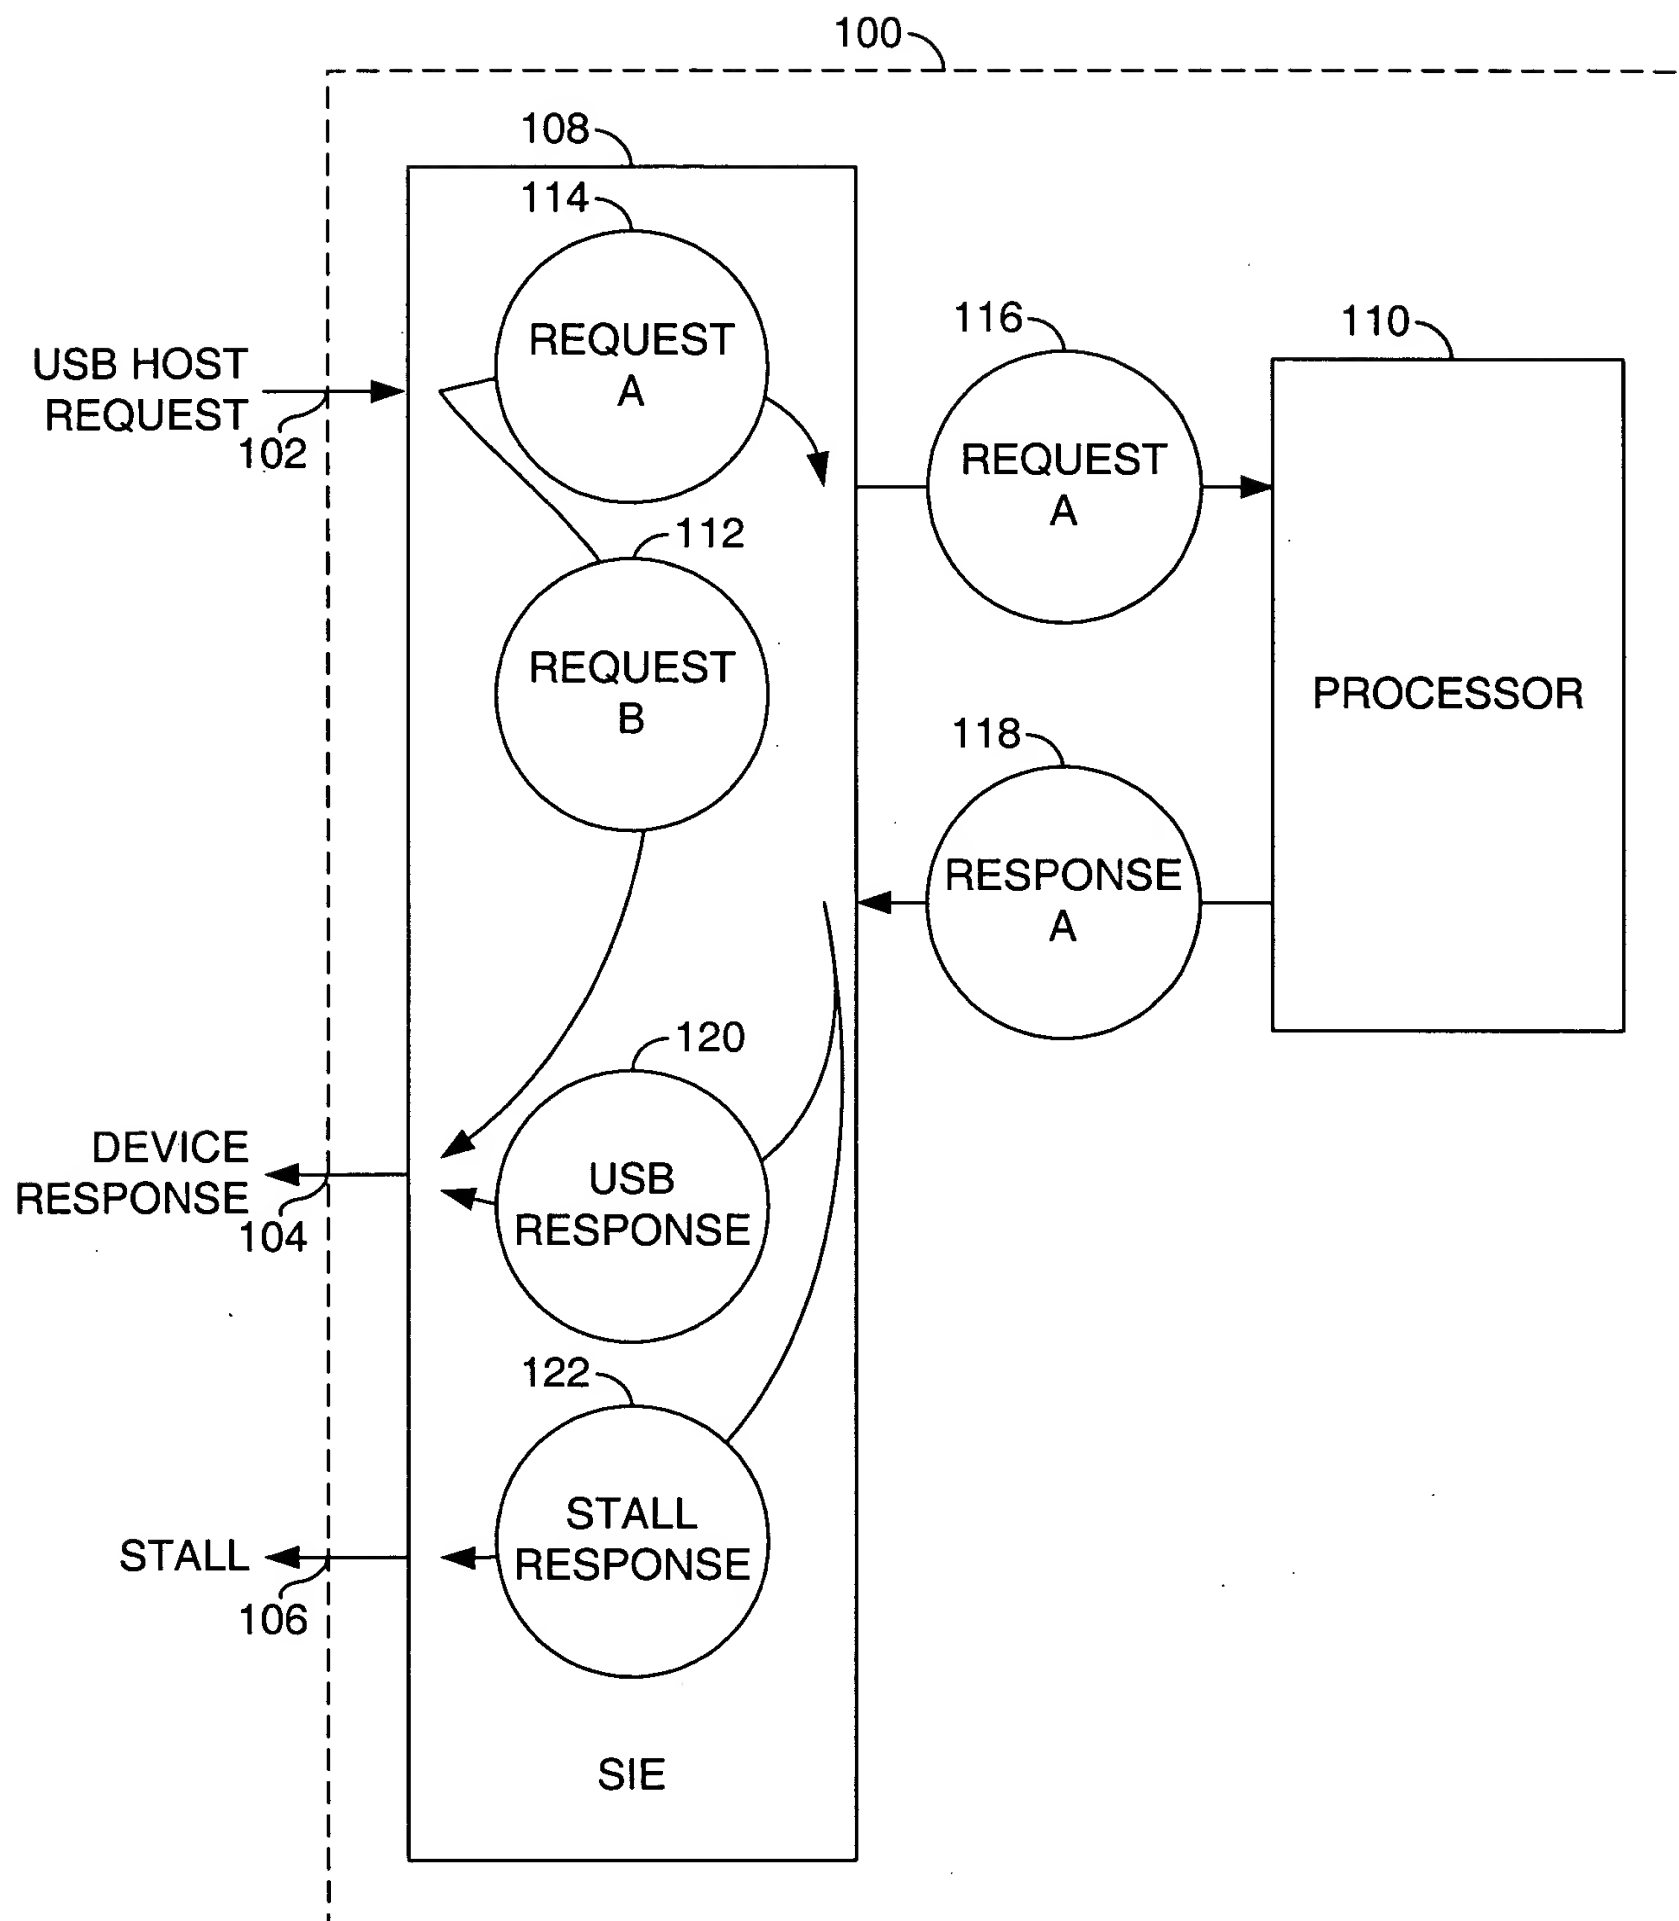 100
108
114
REQUEST
A
116
110
USB HOST
REQUEST
102
REQUEST
A
112
REQUEST
B
PROCESSOR
118
RESPONSE
A
120
DEVICE
RESPONSE
104
USB
RESPONSE
122
STALL
RESPONSE
STALL
106
SIE